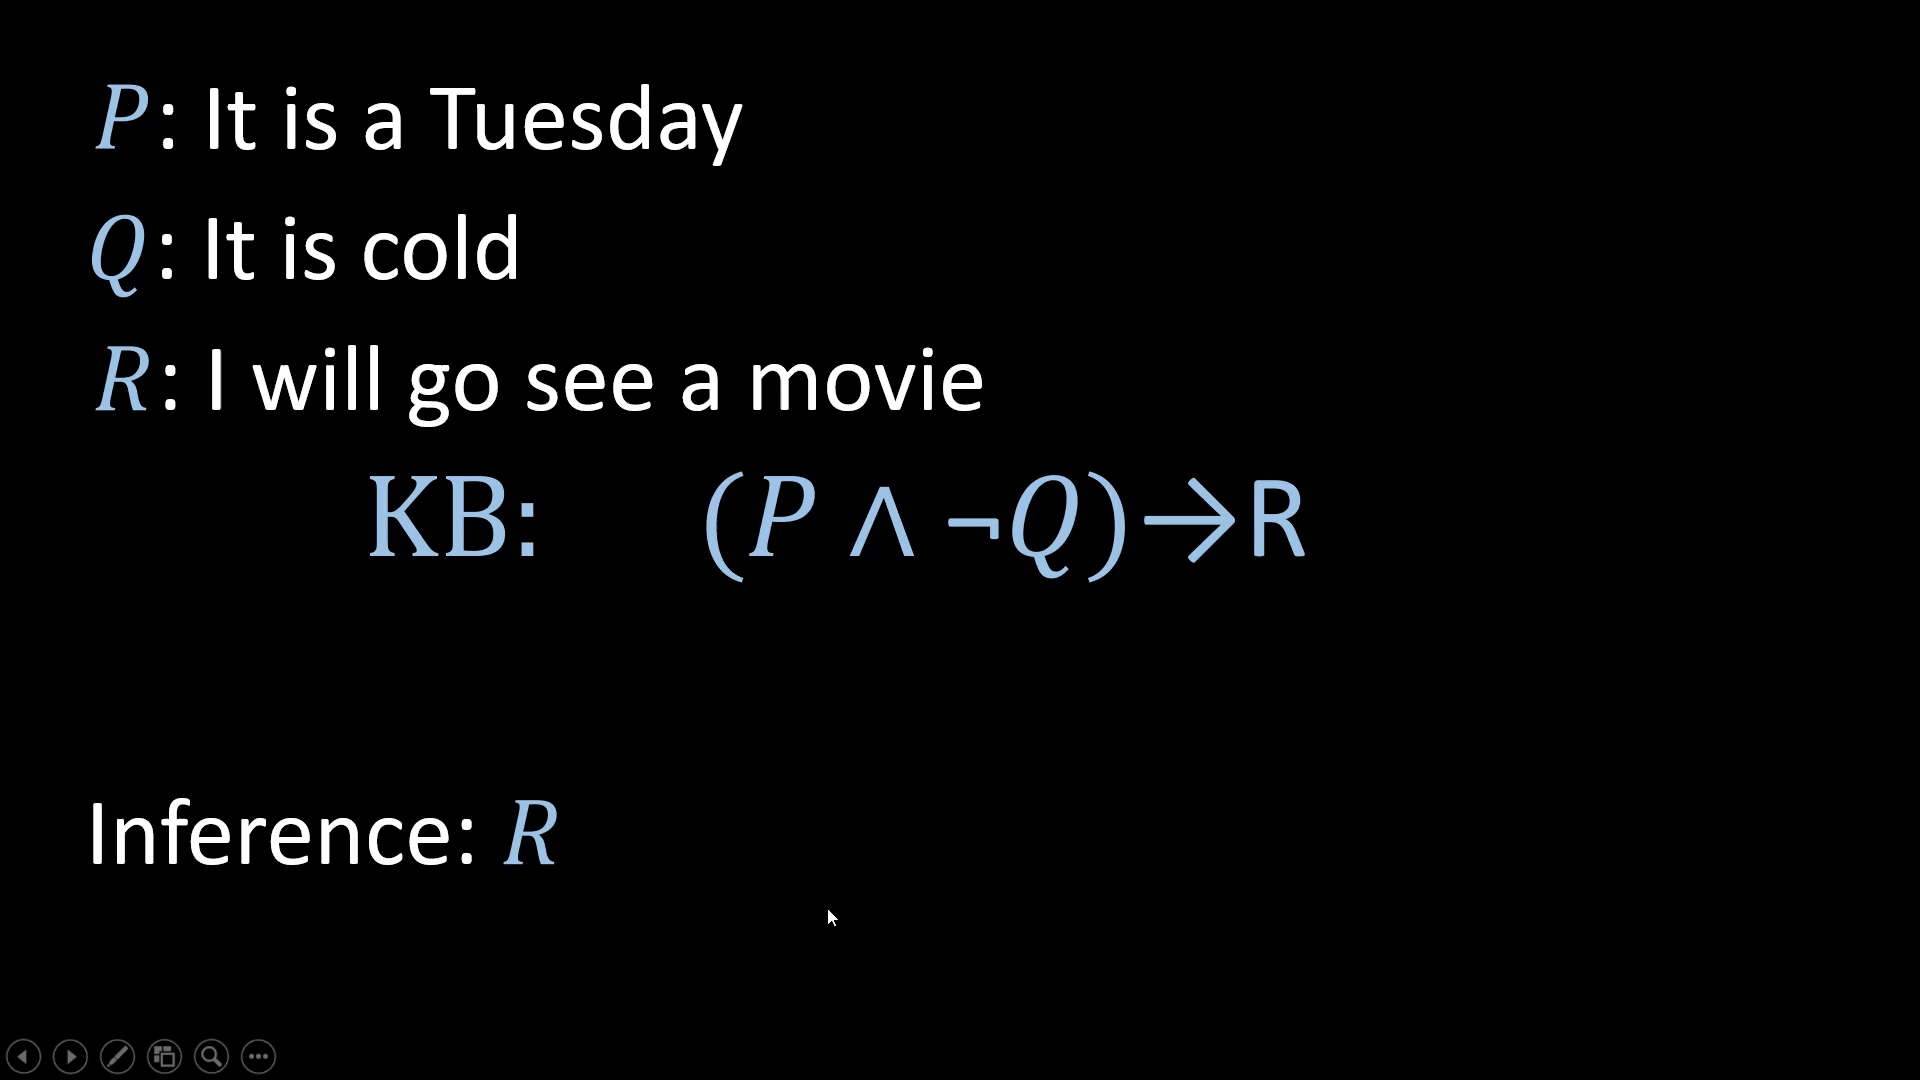 P: It is a Tuesday
Q: It is cold
R: I will go see a movie
KB: (P ∧ ¬Q)→R
Inference: R